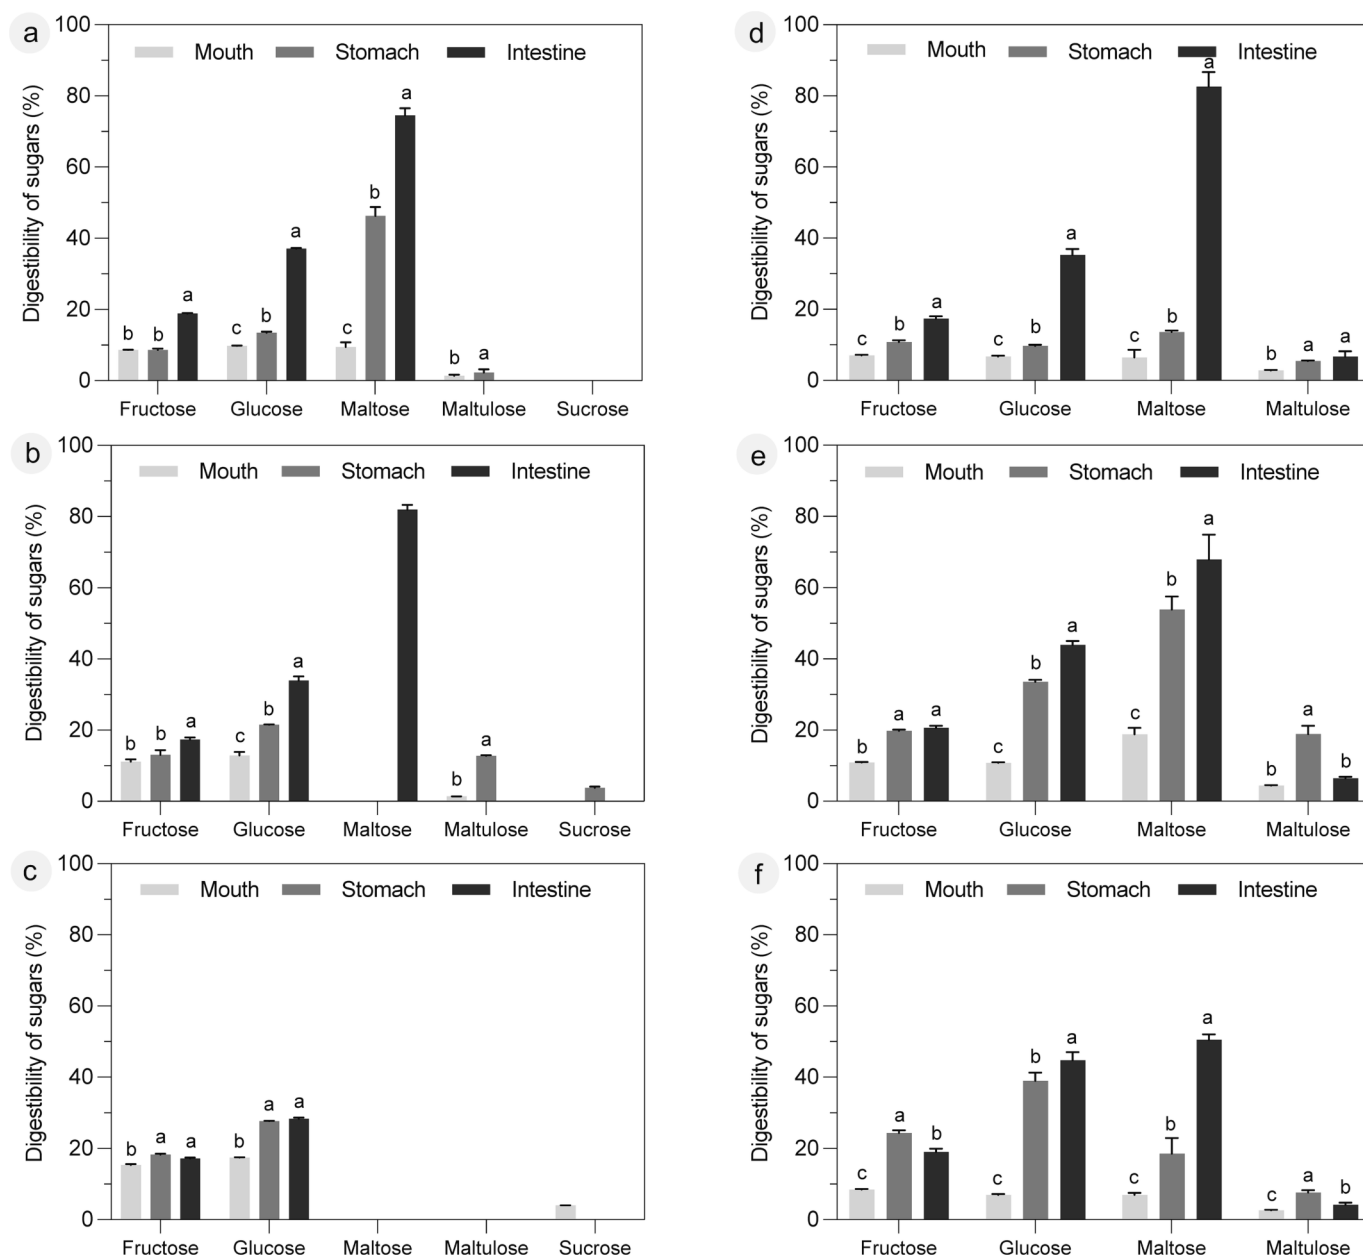 a
Digestibility of sugars (%)
100
80
60
40
20
0
Mouth Stomach Intestine
b b a
c b a
c b a
b a
Fructose Glucose Maltose Maltulose Sucrose
d
Digestibility of sugars (%)
100
80
60
40
20
0
Mouth Stomach Intestine
c b a
c b a
c b a
b a a
Fructose Glucose Maltose Maltulose
b
Digestibility of sugars (%)
100
80
60
40
20
0
Mouth Stomach Intestine
b b a
c b a
b a
Fructose Glucose Maltose Maltulose Sucrose
e
Digestibility of sugars (%)
100
80
60
40
20
0
Mouth Stomach Intestine
b a a
c b a
c b a
b a b
Fructose Glucose Maltose Maltulose
c
Digestibility of sugars (%)
100
80
60
40
20
0
Mouth Stomach Intestine
b a a
b a a
Fructose Glucose Maltose Maltulose Sucrose
f
Digestibility of sugars (%)
100
80
60
40
20
0
Mouth Stomach Intestine
c a b
c b a
c b a
c a b
Fructose Glucose Maltose Maltulose